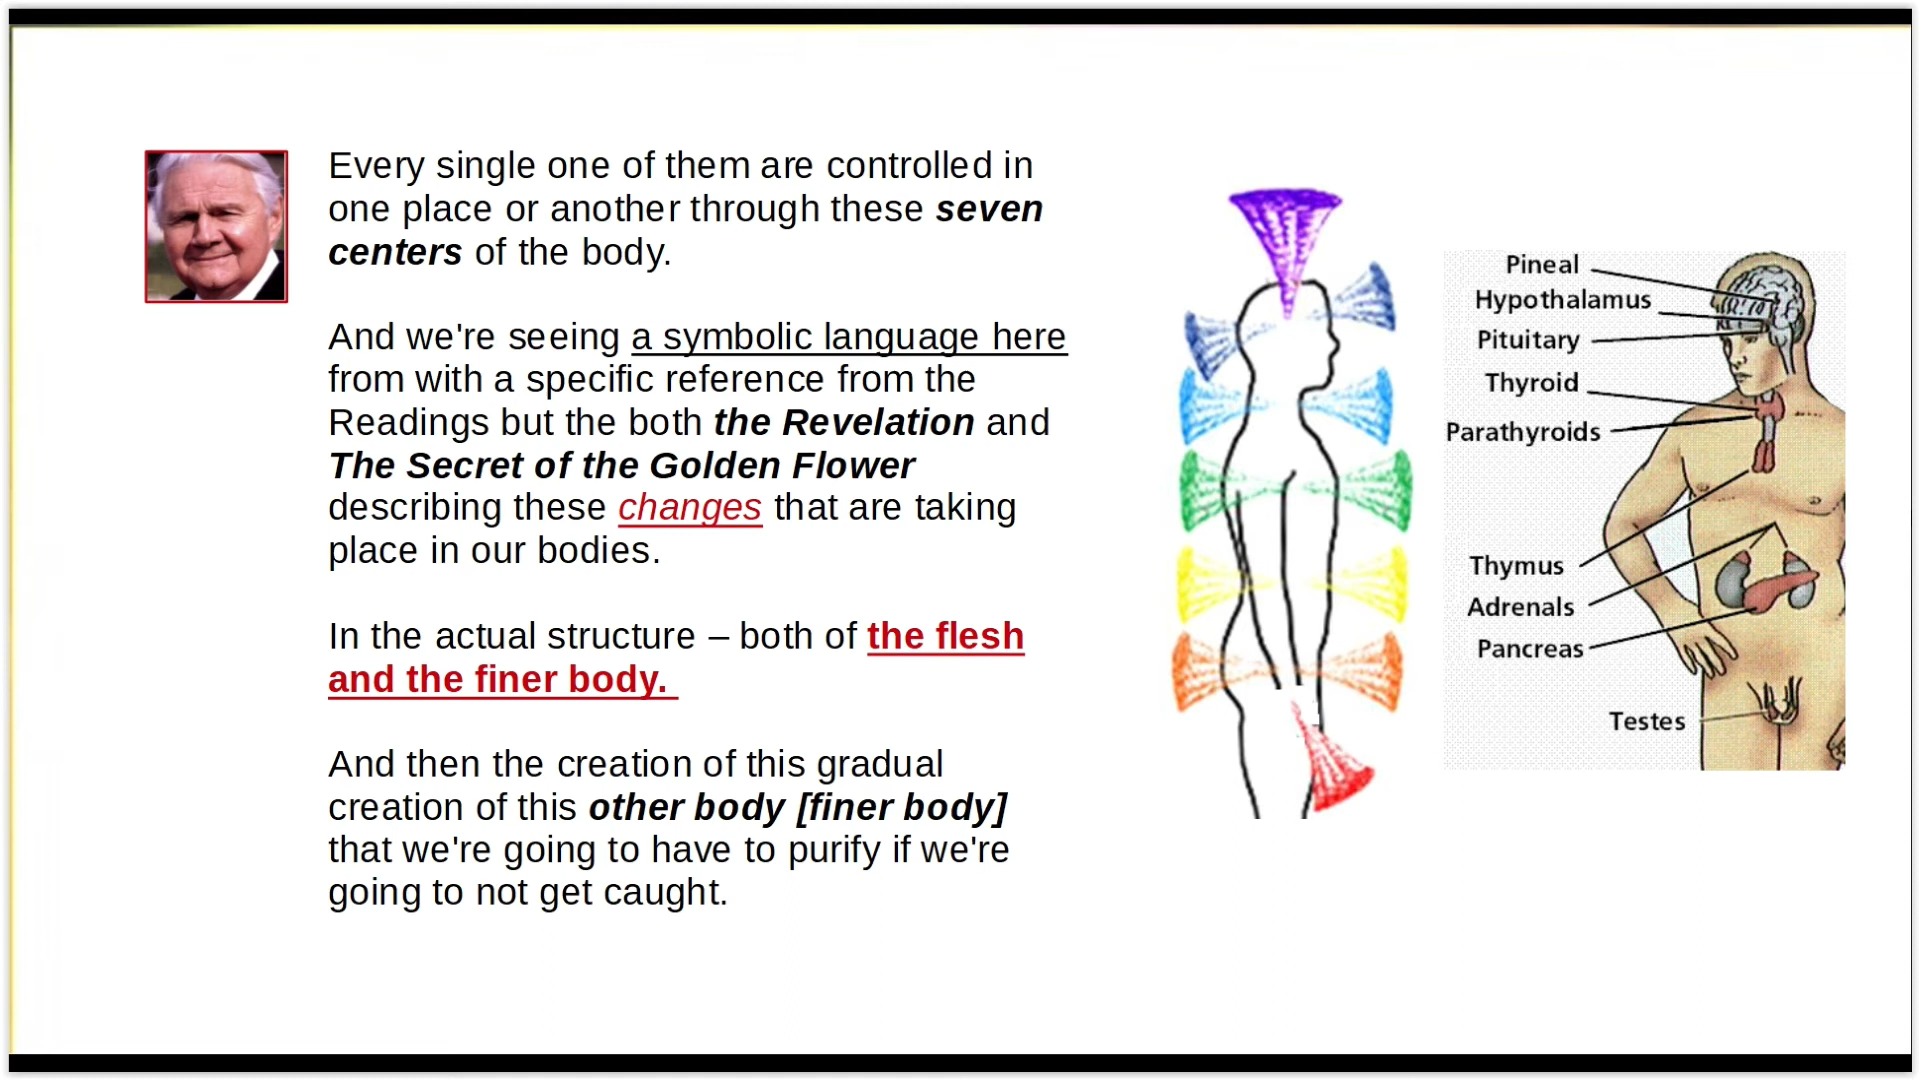 Every single one of them are controlled in
one place or another through these seven
centers of the body.
And we're seeing a symbolic language here
from with a specific reference from the
Readings but the both the Revelation and
The Secret of the Golden Flower
describing these changes that are taking
place in our bodies.
In the actual structure – both of the flesh
and the finer body.
And then the creation of this gradual
creation of this other body [finer body]
that we're going to have to purify if we're
going to not get caught.
Pineal
Hypothalamus
Pituitary
Thyroid
Parathyroids
Thymus
Adrenals
Pancreas
Testes